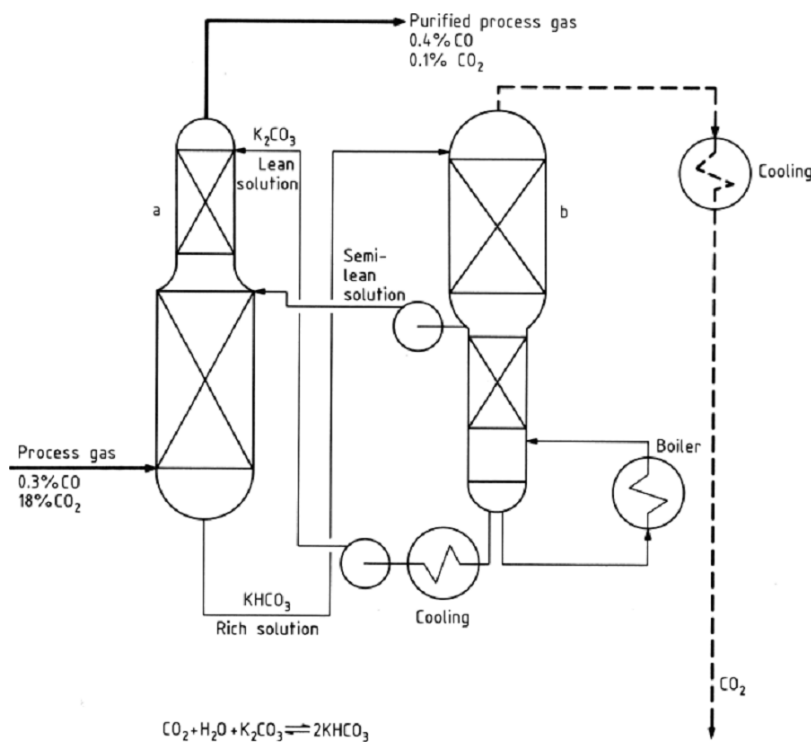 Purified process gas
0.4% CO
0.1% CO₂
K₂CO₃
Lean
solution
a
b
Cooling
Semi-
lean
solution
Process gas
0.3% CO
18% CO₂
Boiler
KHCO₃
Rich solution
Cooling
CO₂
CO₂+H₂O+K₂CO₃⇌2KHCO₃